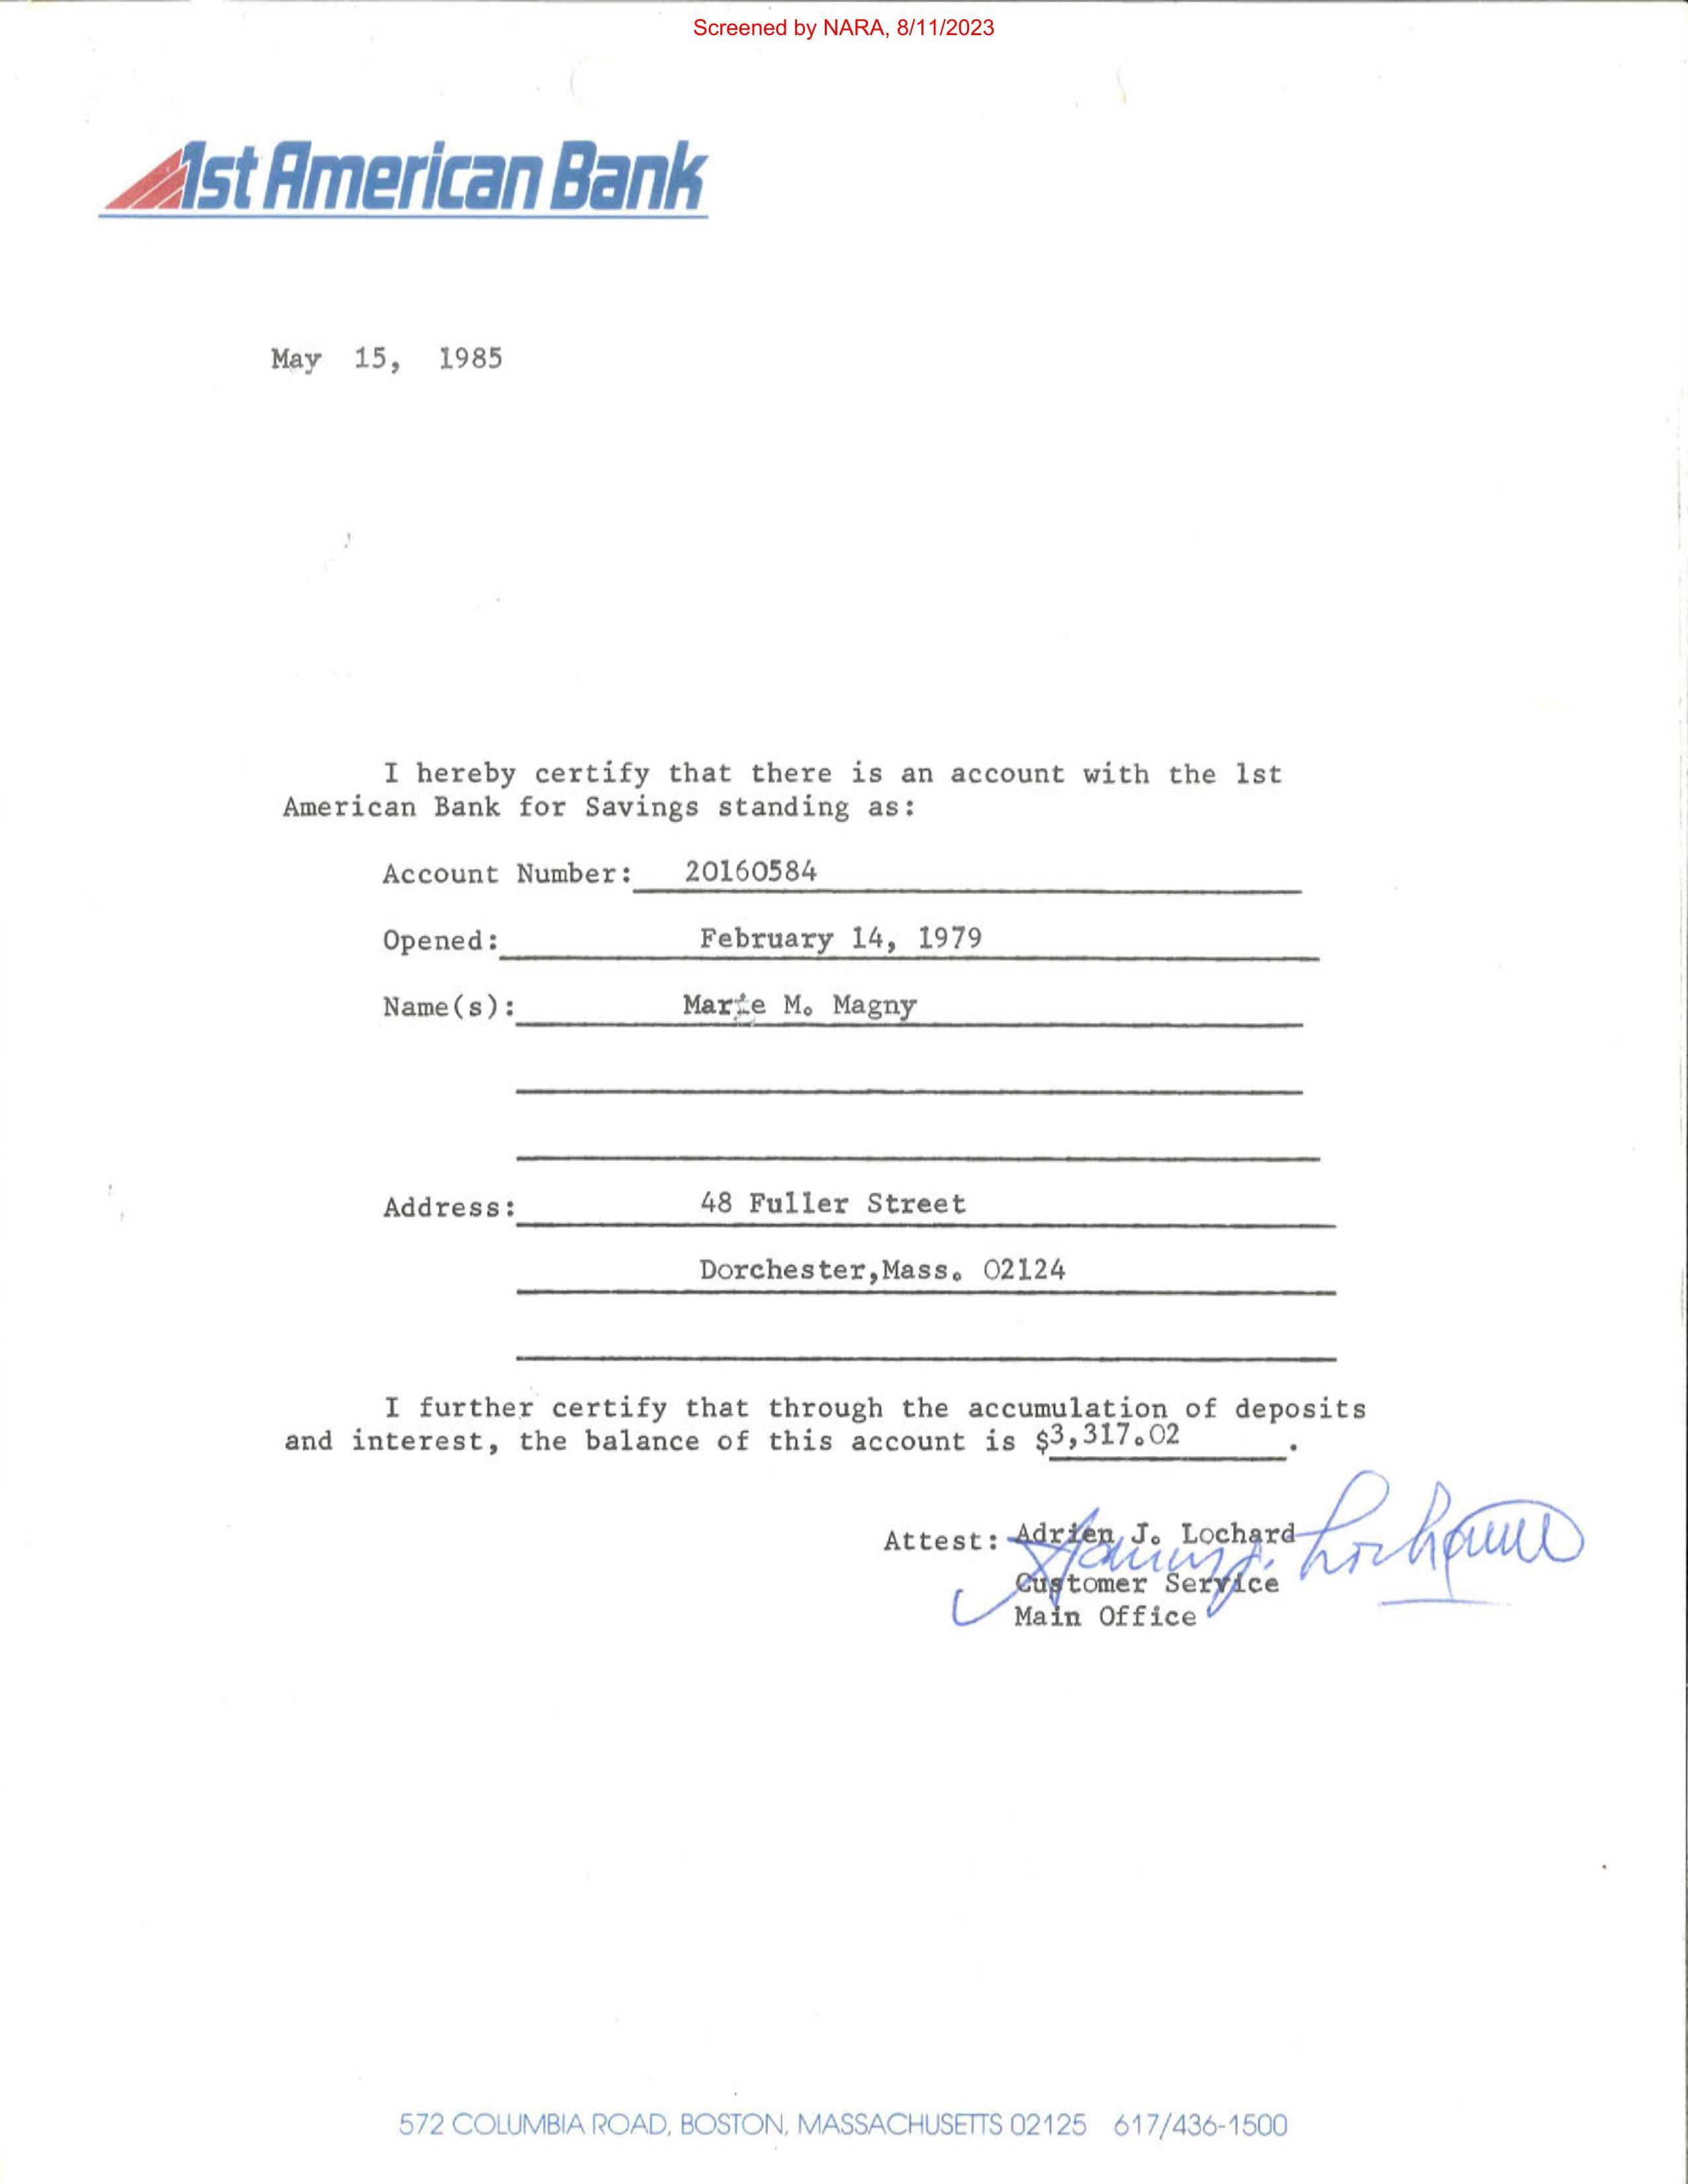 Screened by NARA, 8/11/2023
1st American Bank
May 15, 1985
I hereby certify that there is an account with the 1st
American Bank for Savings standing as:
Account Number: 20160584
Opened: February 14, 1979
Name(s): Marie M. Magny
Address: 48 Fuller Street
Dorchester,Mass. 02124
I further certify that through the accumulation of deposits
and interest, the balance of this account is $3,317.02 .
Attest: Adrien J. Lochard
Adrien J. Lochard
Customer Service
Main Office
572 COLUMBIA ROAD, BOSTON, MASSACHUSETTS 02125 617/436-1500